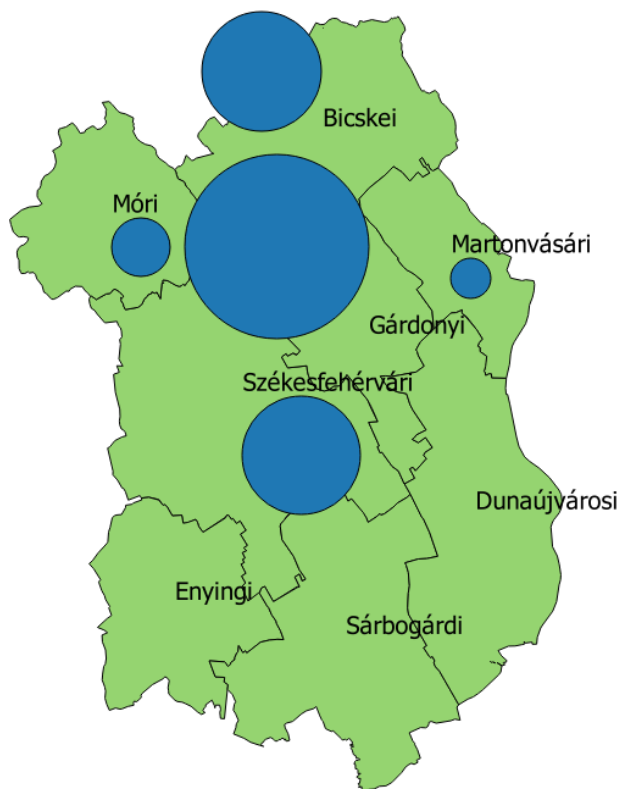 Bicskei
Móri
Martonvásári
Gárdonyi
Székesfehérvári
Dunaújvárosi
Enyingi
Sárbogárdi